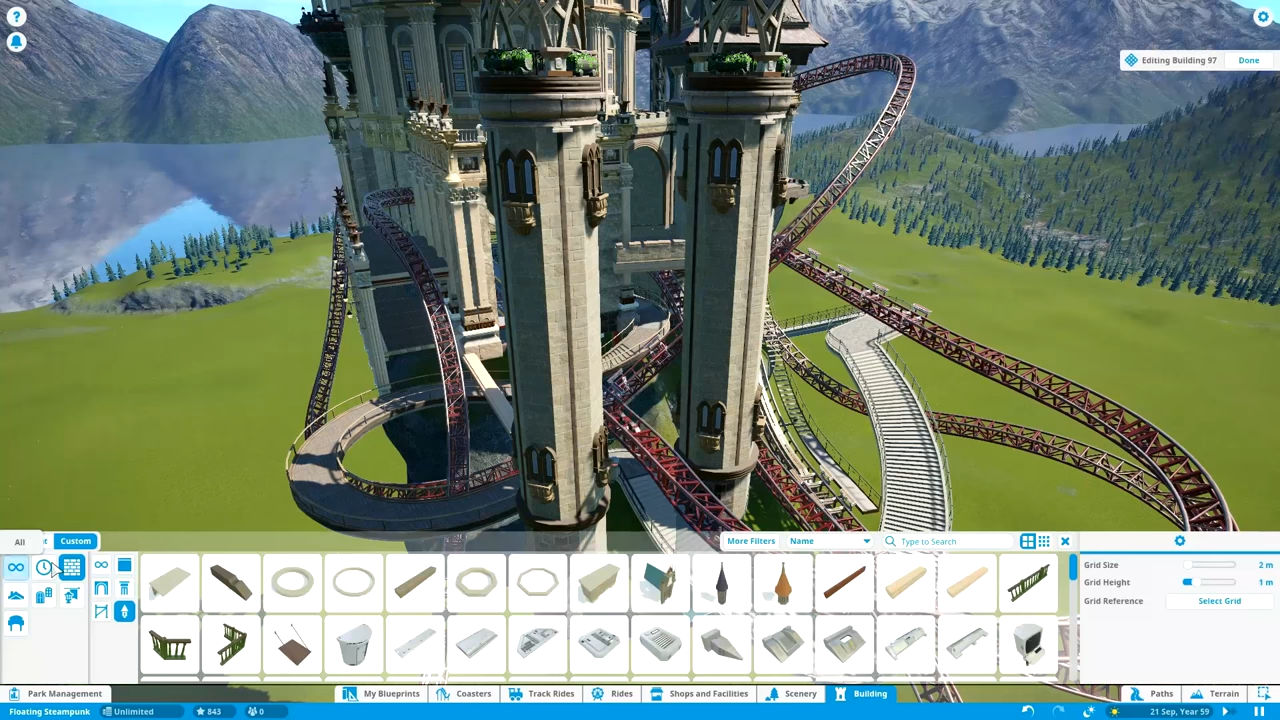 Editing Building 97 Done
All Custom More Filters Name Type to Search
Grid Size 2 m
Grid Height 1 m
Grid Reference Select Grid
Park Management My Blueprints Coasters Track Rides Rides Shops and Facilities Scenery Building Paths Terrain
Floating Steampunk Unlimited 843 0 21 Sep, Year 59